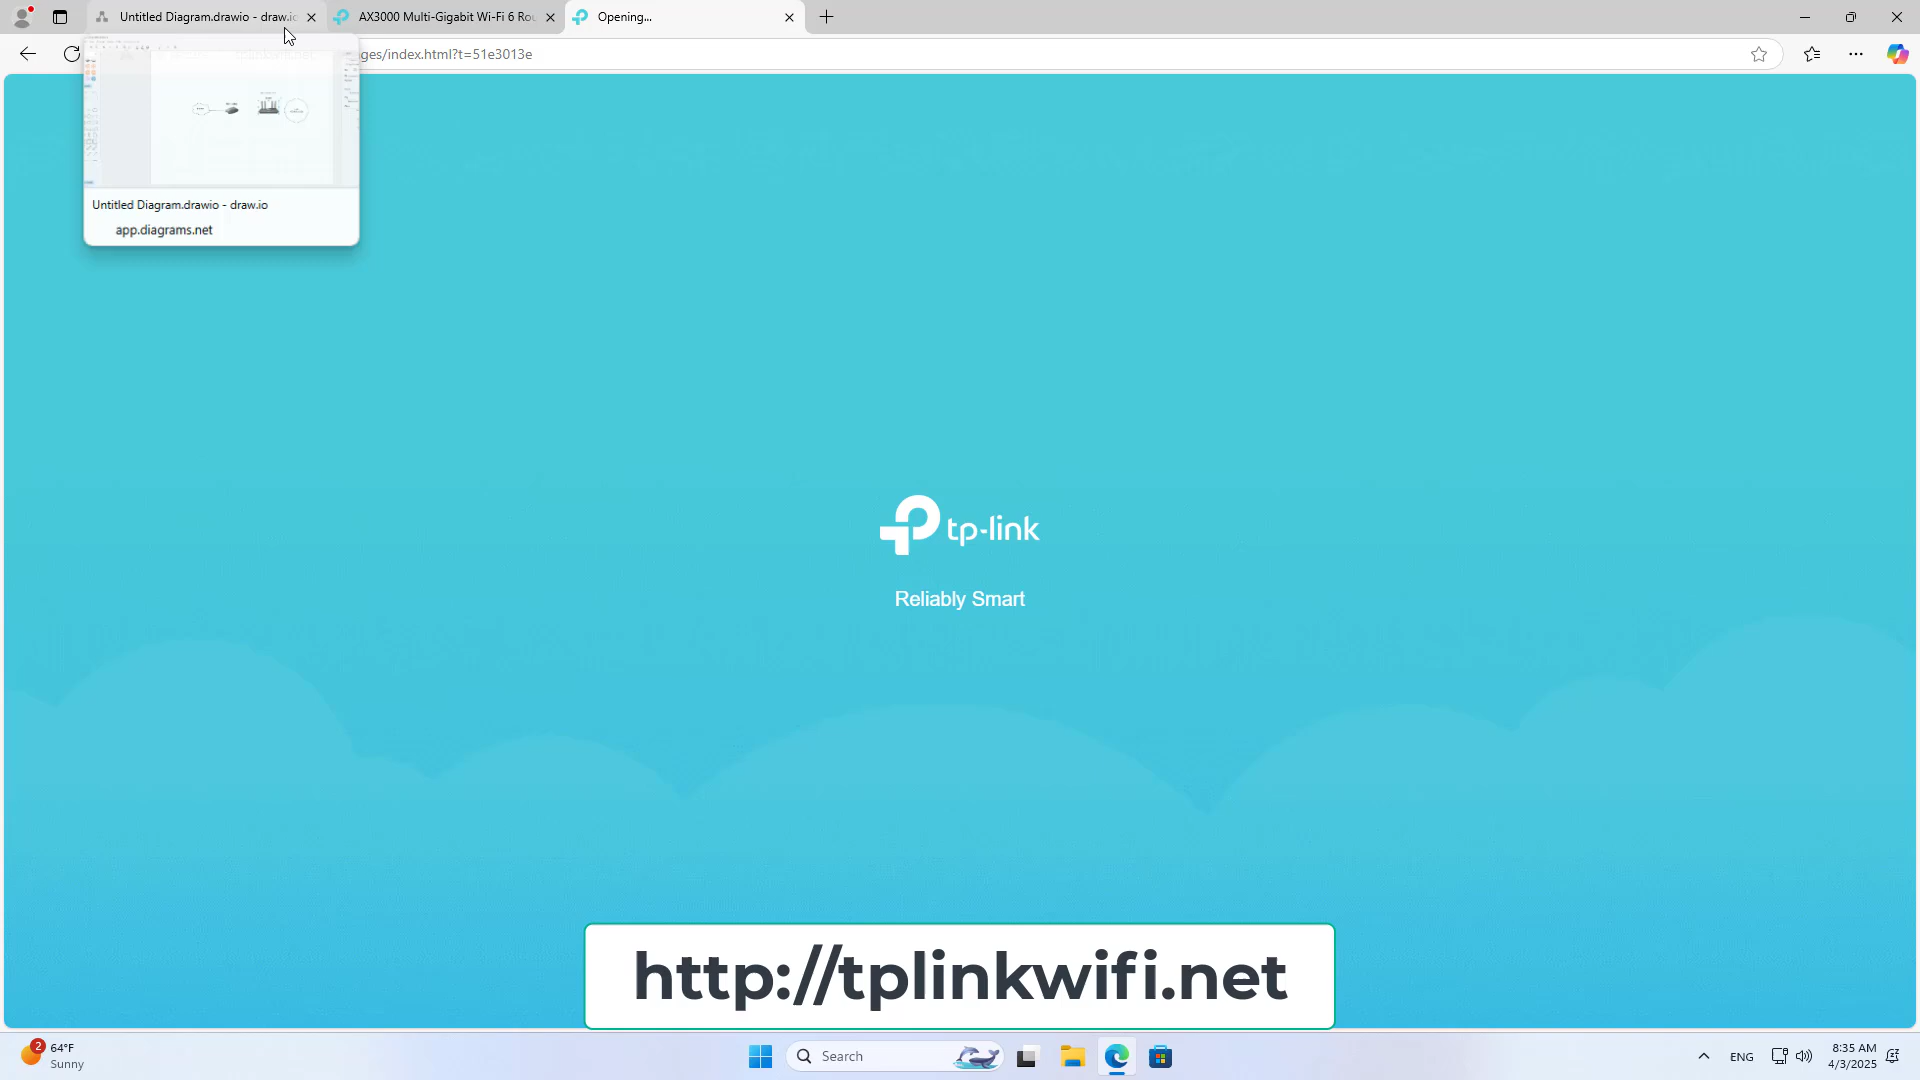 Untitled Diagram.drawio - draw.io
AX3000 Multi-Gigabit Wi-Fi 6 Rou
Opening...
ges/index.html?t=51e3013e
Untitled Diagram.drawio - draw.io
app.diagrams.net
tp-link
Reliably Smart
http://tplinkwifi.net
2
64°F
Sunny
Search
ENG
8:35 AM
4/3/2025